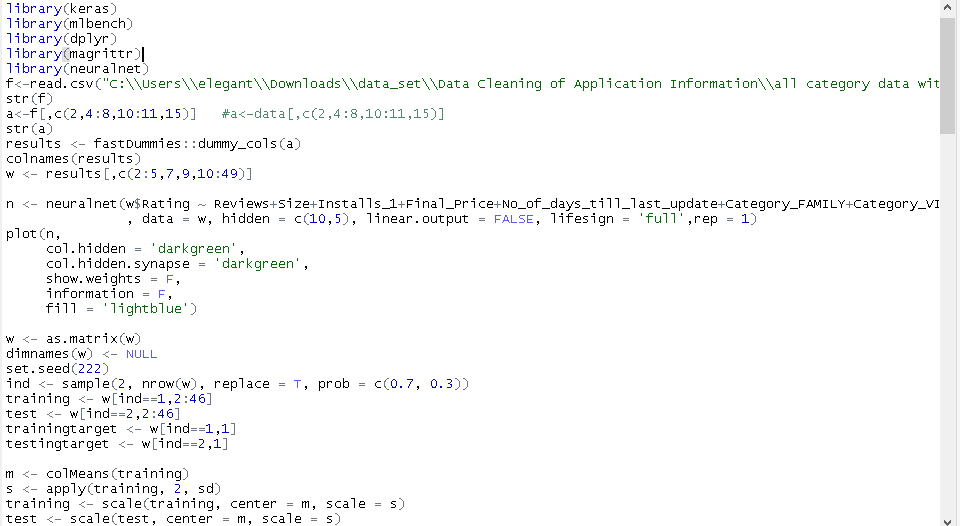 library(keras)
library(mlbench)
library(dplyr)
library(magrittr)
library(neuralnet)
f<-read.csv("C:\\Users\\elegant\\Downloads\\data_set\\Data Cleaning of Application Information\\all category data wit
str(f)
a<-f[,c(2,4:8,10:11,15)]   #a<-data[,c(2,4:8,10:11,15)]
str(a)
results <- fastDummies::dummy_cols(a)
colnames(results)
w <- results[,c(2:5,7,9,10:49)]
n <- neuralnet(w$Rating ~ Reviews+Size+Installs_1+Final_Price+No_of_days_till_last_update+Category_FAMILY+Category_VI
, data = w, hidden = c(10,5), linear.output = FALSE, lifesign = 'full',rep = 1)
plot(n,
col.hidden = 'darkgreen',
col.hidden.synapse = 'darkgreen',
show.weights = F,
information = F,
fill = 'lightblue')
w <- as.matrix(w)
dimnames(w) <- NULL
set.seed(222)
ind <- sample(2, nrow(w), replace = T, prob = c(0.7, 0.3))
training <- w[ind==1,2:46]
test <- w[ind==2,2:46]
trainingtarget <- w[ind==1,1]
testingtarget <- w[ind==2,1]
m <- colMeans(training)
s <- apply(training, 2, sd)
training <- scale(training, center = m, scale = s)
test <- scale(test, center = m, scale = s)